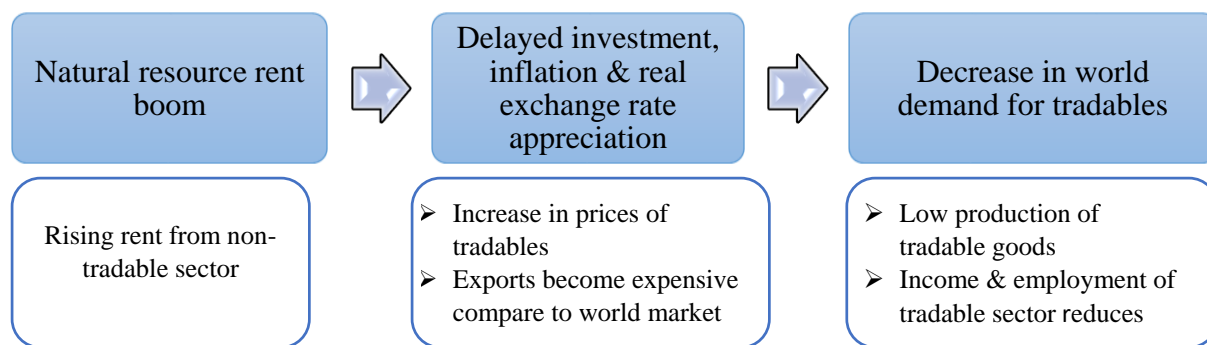 Natural resource rent
boom
Delayed investment,
inflation & real
exchange rate
appreciation
Decrease in world
demand for tradables
Rising rent from non-
tradable sector
➢ Increase in prices of
tradables
➢ Exports become expensive
compare to world market
➢ Low production of
tradable goods
➢ Income & employment of
tradable sector reduces